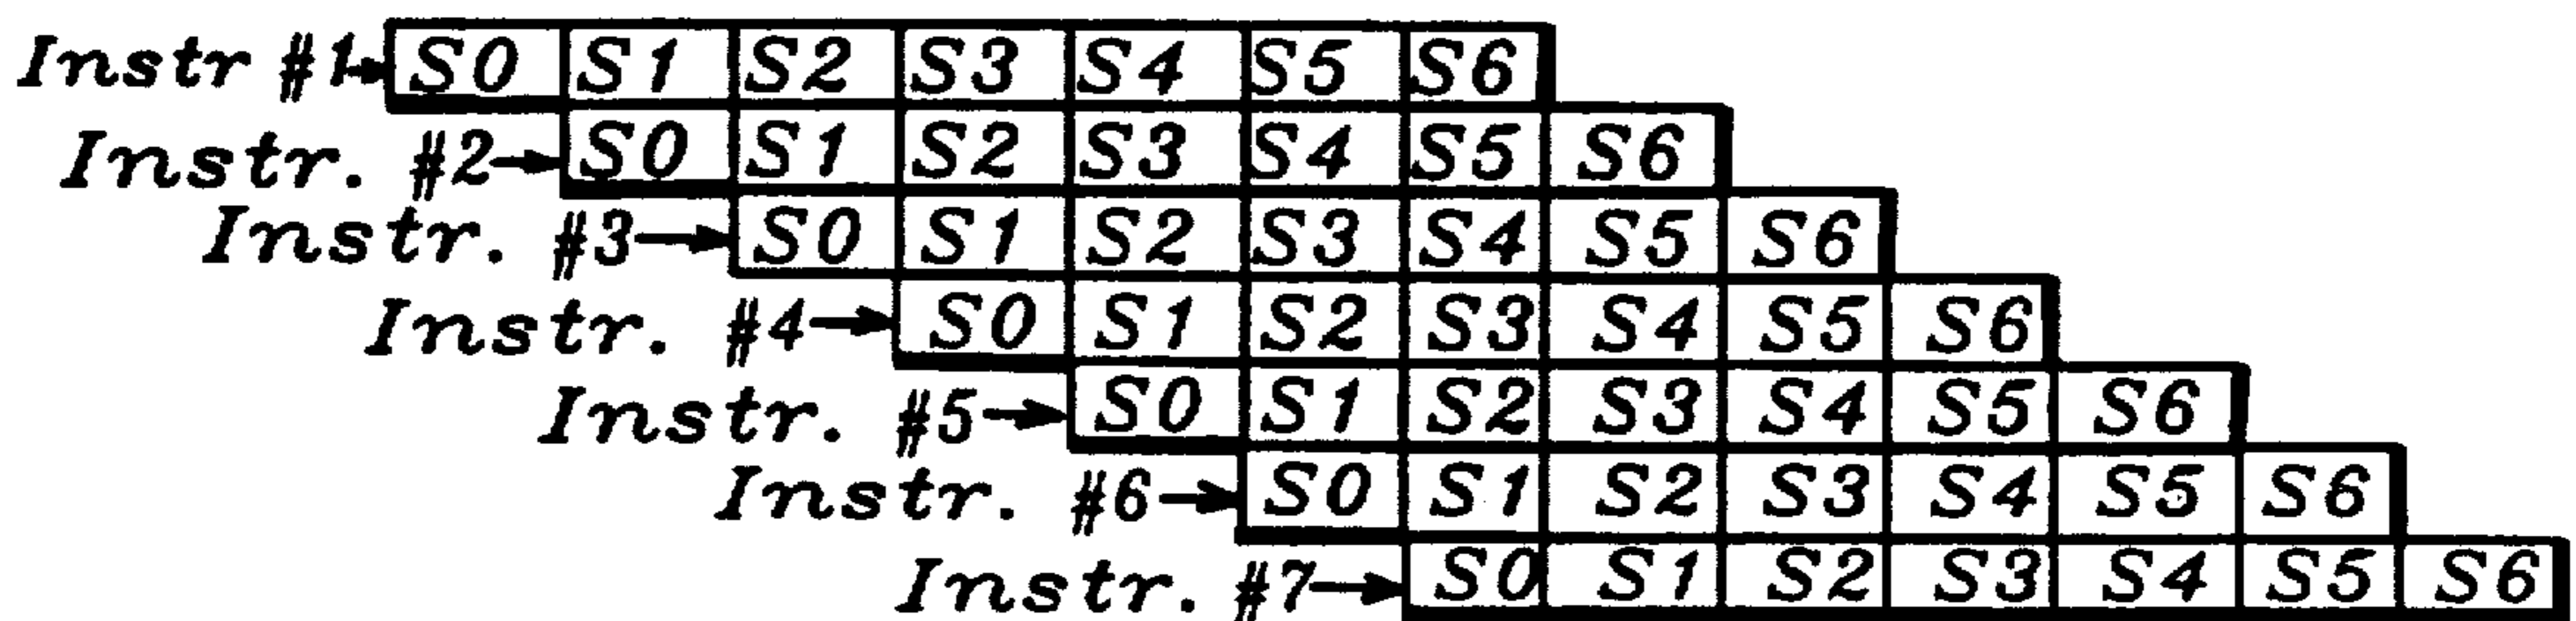 Instr #1 S0 S1 S2 S3 S4 S5 S6
Instr. #2 S0 S1 S2 S3 S4 S5 S6
Instr. #3 S0 S1 S2 S3 S4 S5 S6
Instr. #4 S0 S1 S2 S3 S4 S5 S6
Instr. #5 S0 S1 S2 S3 S4 S5 S6
Instr. #6 S0 S1 S2 S3 S4 S5 S6
Instr. #7 S0 S1 S2 S3 S4 S5 S6